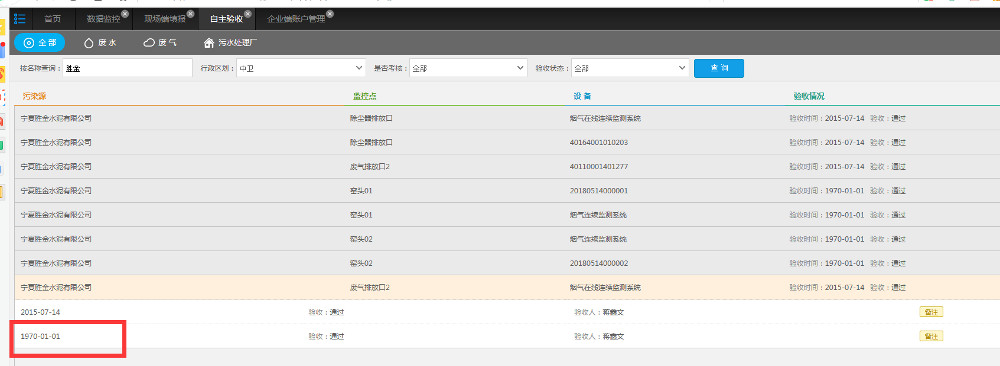 首页 数据监控 现场端填报 自主验收 企业端账户管理
全 部 废 水 废 气 污水处理厂
按名称查询： 胜金 行政区划： 中卫 是否考核： 全部 验收状态： 全部 查 询
污染源 监控点 设 备 验收情况
宁夏胜金水泥有限公司 除尘器排放口 烟气在线连续监测系统 验收时间：2015-07-14 验收：通过
宁夏胜金水泥有限公司 除尘器排放口 40164001010203 验收时间：2015-07-14 验收：通过
宁夏胜金水泥有限公司 废气排放口2 40110001401277 验收时间：2015-07-14 验收：通过
宁夏胜金水泥有限公司 窑头01 20180514000001 验收时间：1970-01-01 验收：通过
宁夏胜金水泥有限公司 窑头01 烟气连续监测系统 验收时间：1970-01-01 验收：通过
宁夏胜金水泥有限公司 窑头02 烟气连续监测系统 验收时间：1970-01-01 验收：通过
宁夏胜金水泥有限公司 窑头02 20180514000002 验收时间：1970-01-01 验收：通过
宁夏胜金水泥有限公司 废气排放口2 烟气在线连续监测系统 验收时间：2015-07-14 验收：通过
2015-07-14 验收：通过 验收人：蒋鑫文 备注
1970-01-01 验收：通过 验收人：蒋鑫文 备注